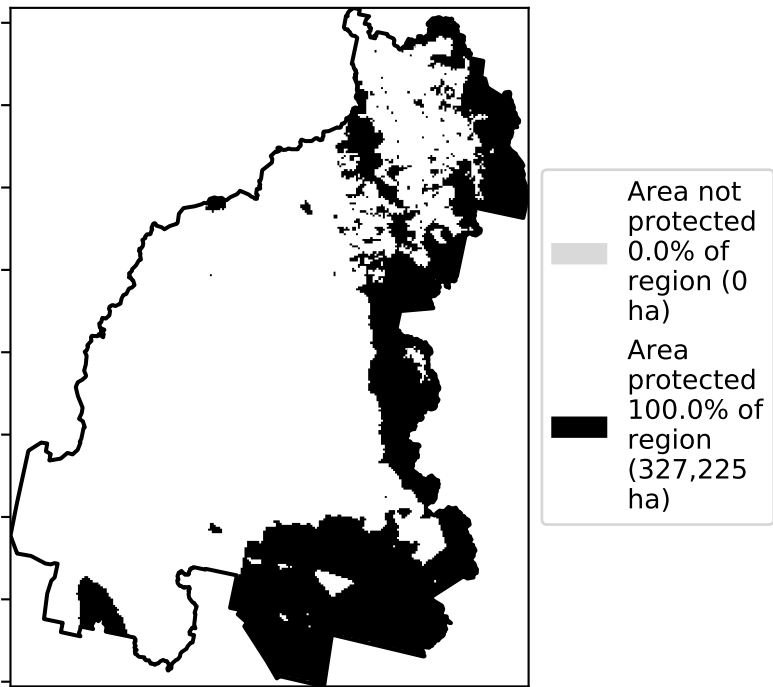 Area not
protected
0.0% of
region (0
ha)
Area
protected
100.0% of
region
(327,225
ha)